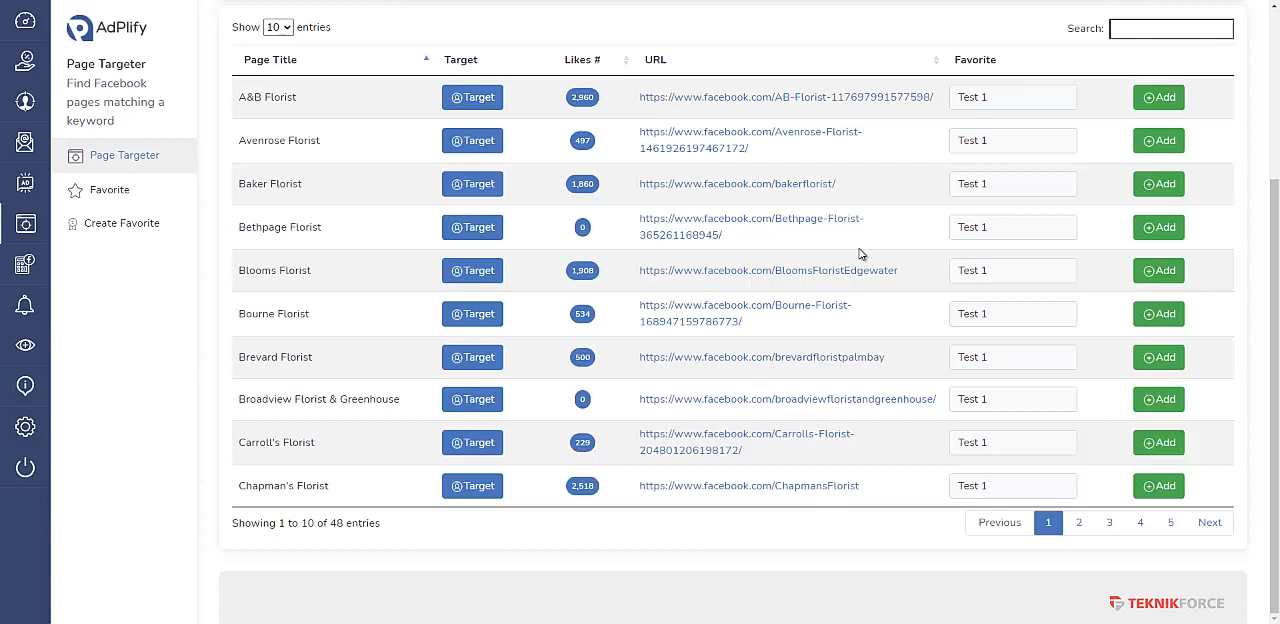 AdPlify
Page Targeter
Find Facebook
pages matching a
keyword
Page Targeter
Favorite
Create Favorite
AD
Show 10 entries
Search:
Page Title Target Likes # URL Favorite
A&B Florist Target 2,960 https://www.facebook.com/AB-Florist-117697991577598/ Test 1 Add
Avenrose Florist Target 497 https://www.facebook.com/Avenrose-Florist-
1461926197467172/ Test 1 Add
Baker Florist Target 1,860 https://www.facebook.com/bakerflorist/ Test 1 Add
Bethpage Florist Target 0 https://www.facebook.com/Bethpage-Florist-
365261168945/ Test 1 Add
Blooms Florist Target 1,908 https://www.facebook.com/BloomsFloristEdgewater Test 1 Add
Bourne Florist Target 534 https://www.facebook.com/Bourne-Florist-
168947159786773/ Test 1 Add
Brevard Florist Target 500 https://www.facebook.com/brevardfloristpalmbay Test 1 Add
Broadview Florist & Greenhouse Target 0 https://www.facebook.com/broadviewfloristandgreenhouse/ Test 1 Add
Carroll's Florist Target 229 https://www.facebook.com/Carrolls-Florist-
204801206198172/ Test 1 Add
Chapman's Florist Target 2,518 https://www.facebook.com/ChapmansFlorist Test 1 Add
Showing 1 to 10 of 48 entries
Previous 1 2 3 4 5 Next
TEKNIKFORCE